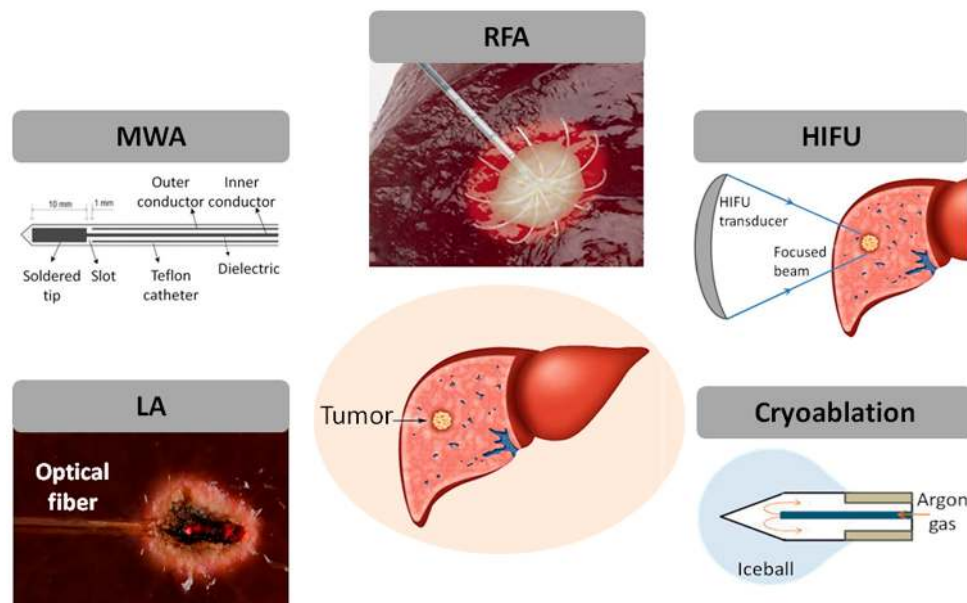 RFA
MWA
10 mm
1 mm
Outer
conductor
Inner
conductor
Soldered
tip
Slot
Teflon
catheter
Dielectric
HIFU
HIFU
transducer
Focused
beam
Tumor
LA
Optical
fiber
Cryoablation
Argon
gas
Iceball